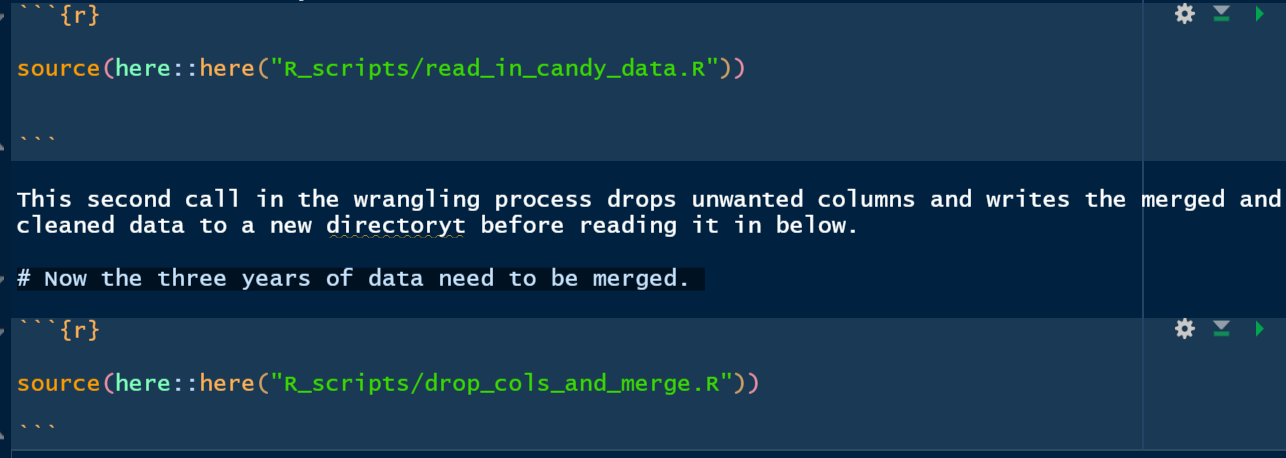 ```{r}
source(here::here("R_scripts/read_in_candy_data.R"))
```
This second call in the wrangling process drops unwanted columns and writes the merged and
cleaned data to a new directoryt before reading it in below.
# Now the three years of data need to be merged.
```{r}
source(here::here("R_scripts/drop_cols_and_merge.R"))
```